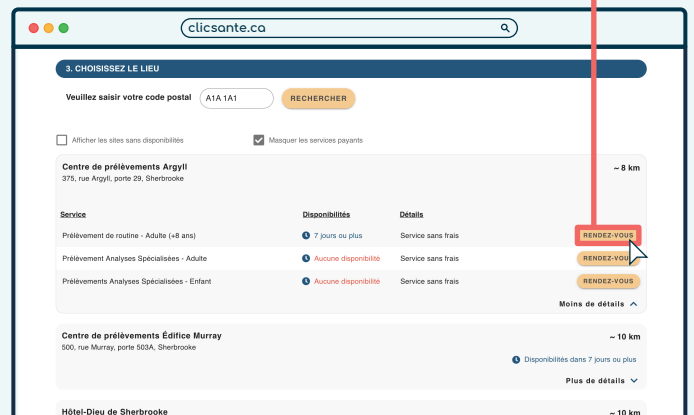 clicsante.ca
3. CHOISISSEZ LE LIEU
Veuillez saisir votre code postal A1A 1A1 RECHERCHER
Afficher les sites sans disponibilités Masquer les services payants
Centre de prélèvements Argyll ~ 8 km
375, rue Argyll, porte 29, Sherbrooke
Service Disponibilités Détails
Prélèvement de routine - Adulte (+8 ans) 7 jours ou plus Service sans frais RENDEZ-VOUS
Prélèvement Analyses Spécialisées - Adulte Aucune disponibilité Service sans frais RENDEZ-VOUS
Prélèvements Analyses Spécialisées - Enfant Aucune disponibilité Service sans frais RENDEZ-VOUS
Moins de détails
Centre de prélèvements Édifice Murray ~ 10 km
500, rue Murray, porte 503A, Sherbrooke
Disponibilités dans 7 jours ou plus
Plus de détails
Hôtel-Dieu de Sherbrooke ~ 10 km